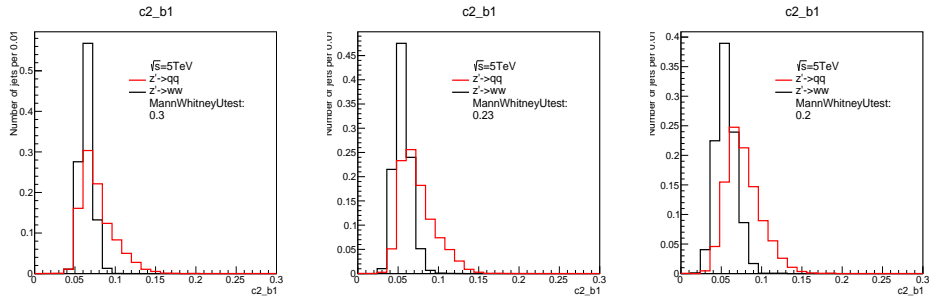 c2_b1
Number of jets per 0.01
0.5
0.4
0.3
0.2
0.1
0
√s=5TeV
z'->qq
z'->ww
MannWhitneyUtest:
0.3
0 0.05 0.1 0.15 0.2 0.25 0.3
c2_b1
c2_b1
Number of jets per 0.01
0.45
0.4
0.35
0.3
0.25
0.2
0.15
0.1
0.05
0
√s=5TeV
z'->qq
z'->ww
MannWhitneyUtest:
0.23
0 0.05 0.1 0.15 0.2 0.25 0.3
c2_b1
c2_b1
Number of jets per 0.01
0.4
0.35
0.3
0.25
0.2
0.15
0.1
0.05
0
√s=5TeV
z'->qq
z'->ww
MannWhitneyUtest:
0.2
0 0.05 0.1 0.15 0.2 0.25 0.3
c2_b1